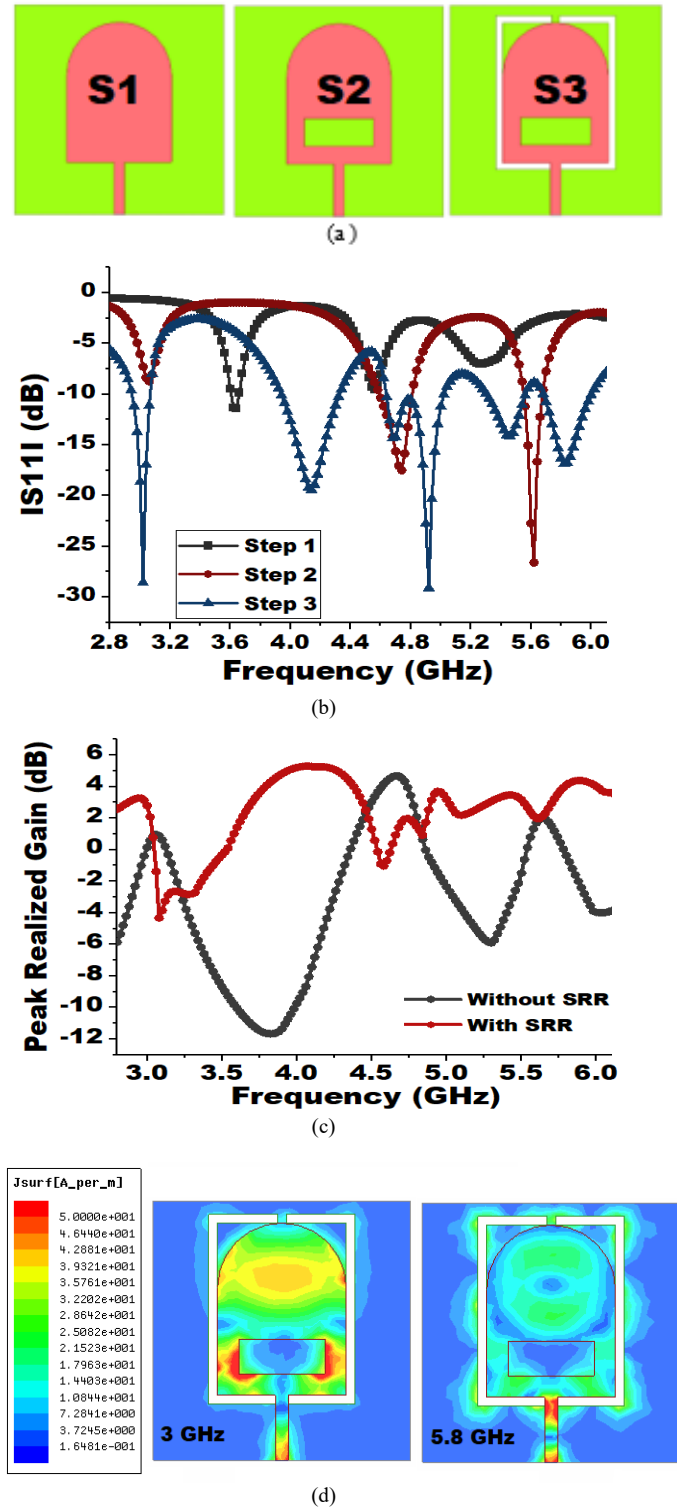 S1 S2 S3
(a)
0
-5
-10
-15
-20
-25
-30
IS11I (dB)
Step 1
Step 2
Step 3
2.8 3.2 3.6 4.0 4.4 4.8 5.2 5.6 6.0
Frequency (GHz)
(b)
6
4
2
0
-2
-4
-6
-8
-10
-12
Peak Realized Gain (dB)
Without SRR
With SRR
3.0 3.5 4.0 4.5 5.0 5.5 6.0
Frequency (GHz)
(c)
Jsurf[A_per_m]
5.0000e+001
4.6440e+001
4.2881e+001
3.9321e+001
3.5761e+001
3.2202e+001
2.8642e+001
2.5082e+001
2.1523e+001
1.7963e+001
1.4403e+001
1.0844e+001
7.2841e+000
3.7245e+000
1.6481e-001
3 GHz
5.8 GHz
(d)